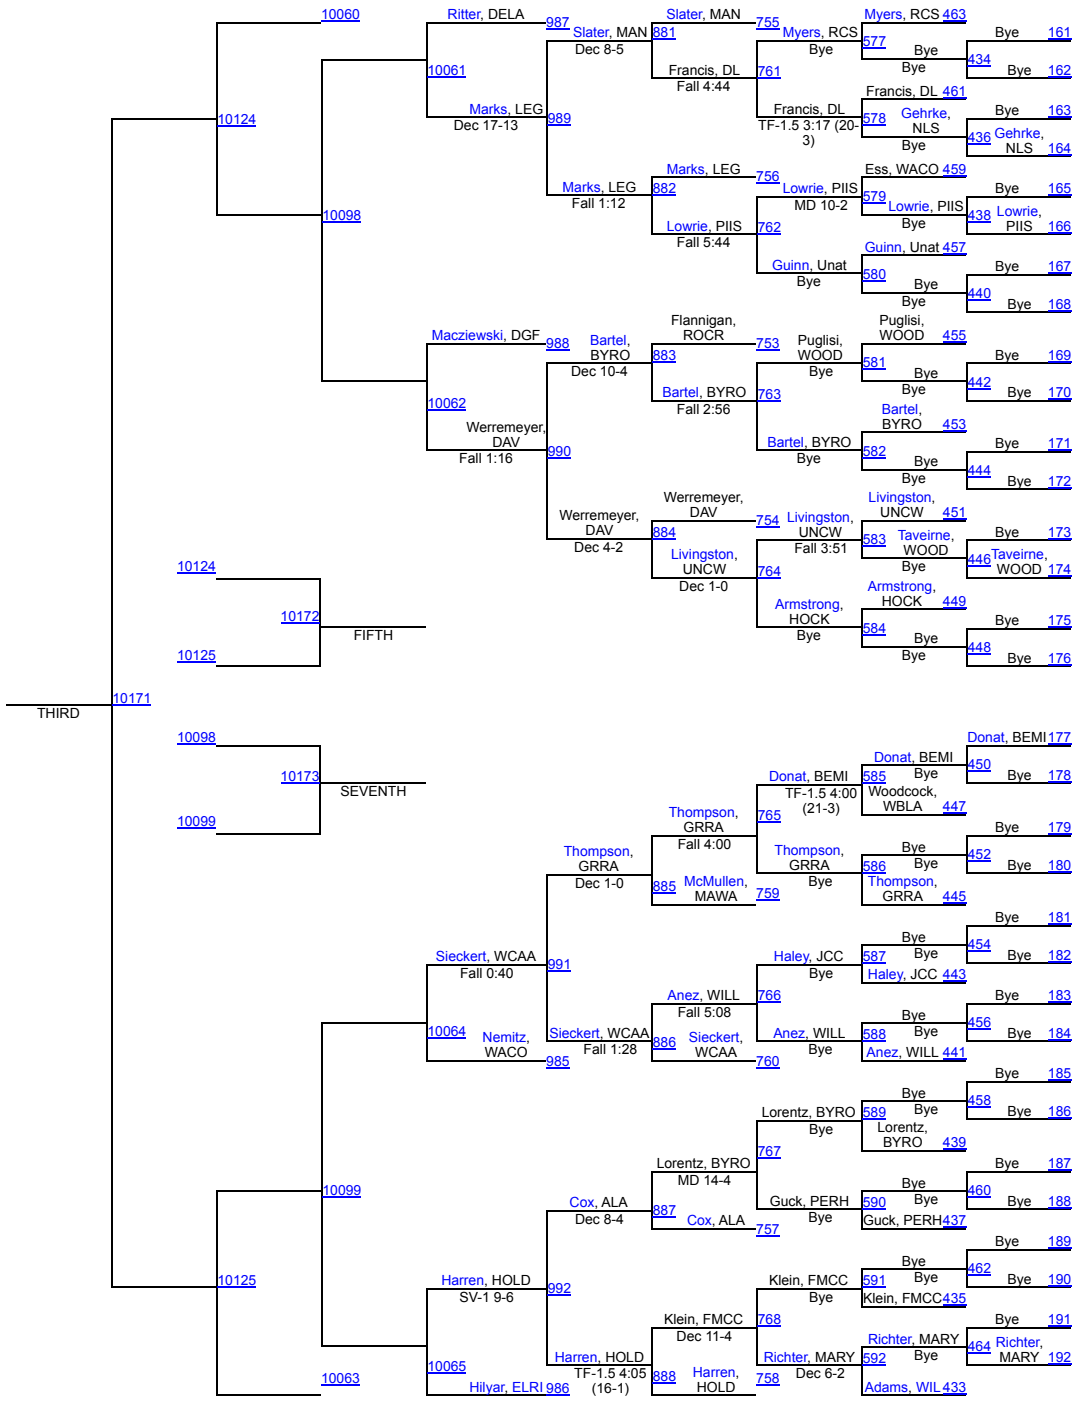 10060
Ritter, DELA
987
Slater, MAN
Dec 8-5
881
Slater, MAN
755
Myers, RCS
Bye
577
Myers, RCS 463
Bye
Bye
434
Bye 161
Bye 162
10061
Francis, DL
Fall 4:44
761
Francis, DL
TF-1.5 3:17 (20-
3)
578
Francis, DL 461
Gehrke,
NLS
Bye
436
Bye 163
Gehrke,
NLS 164
10124
Marks, LEG
Dec 17-13
989
Marks, LEG
Fall 1:12
882
Marks, LEG
756
Lowrie, PIIS
MD 10-2
579
Ess, WACO 459
Lowrie, PIIS
Bye
438
Bye 165
Lowrie,
PIIS 166
10098
Lowrie, PIIS
Fall 5:44
762
Guinn, Unat
Bye
580
Guinn, Unat 457
Bye
Bye
440
Bye 167
Bye 168
Macziewski, DGF
988
Bartel,
BYRO
Dec 10-4
883
Flannigan,
ROCR
753
Puglisi,
WOOD
Bye
581
Puglisi,
WOOD 455
Bye
Bye
442
Bye 169
Bye 170
10062
Bartel, BYRO
Fall 2:56
763
Bartel, BYRO
Bye
582
Bartel,
BYRO 453
Bye
Bye
444
Bye 171
Bye 172
Werremeyer,
DAV
Fall 1:16
990
Werremeyer,
DAV
Dec 4-2
884
Werremeyer,
DAV
754
Livingston,
UNCW
Fall 3:51
583
Livingston,
UNCW 451
Taveirne,
WOOD
Bye
446
Bye 173
Taveirne,
WOOD 174
Livingston,
UNCW
Dec 1-0
764
Armstrong,
HOCK
Bye
584
Armstrong,
HOCK 449
Bye
Bye
448
Bye 175
Bye 176
10124
10172
FIFTH
10125
10171
THIRD
10098
10173
SEVENTH
10099
Donat, BEMI
TF-1.5 4:00
(21-3)
585
Donat, BEMI
Bye
Woodcock,
WBLA 447
450
Donat, BEMI 177
Bye 178
Thompson,
GRRA
Dec 1-0
885
Thompson,
GRRA
Fall 4:00
765
McMullen,
MAWA
759
Thompson,
GRRA
Bye
586
Bye
Bye
Thompson,
GRRA 445
452
Bye 179
Bye 180
Sieckert, WCAA
Fall 0:40
991
Haley, JCC
Bye
587
Bye
Bye
Haley, JCC 443
454
Bye 181
Bye 182
10064
Nemitz,
WACO
985
Sieckert, WCAA
Fall 1:28
886
Anez, WILL
Fall 5:08
766
Sieckert,
WCAA
760
Anez, WILL
Bye
588
Bye
Bye
Anez, WILL 441
456
Bye 183
Bye 184
Lorentz, BYRO
Bye
589
Bye
Bye
Lorentz,
BYRO 439
458
Bye 185
Bye 186
10099
Cox, ALA
Dec 8-4
887
Lorentz, BYRO
MD 14-4
767
Cox, ALA
757
Guck, PERH
Bye
590
Bye
Bye
Guck, PERH 437
460
Bye 187
Bye 188
10125
Harren, HOLD
SV-1 9-6
992
Klein, FMCC
Bye
591
Bye
Bye
Klein, FMCC 435
462
Bye 189
Bye 190
10063
10065
Hilyar, ELRI 986
Harren, HOLD
TF-1.5 4:05
(16-1)
888
Klein, FMCC
Dec 11-4
768
Harren,
HOLD
758
Richter, MARY
Dec 6-2
592
Richter, MARY
Bye
Adams, WIL 433
464
Bye 191
Richter,
MARY 192